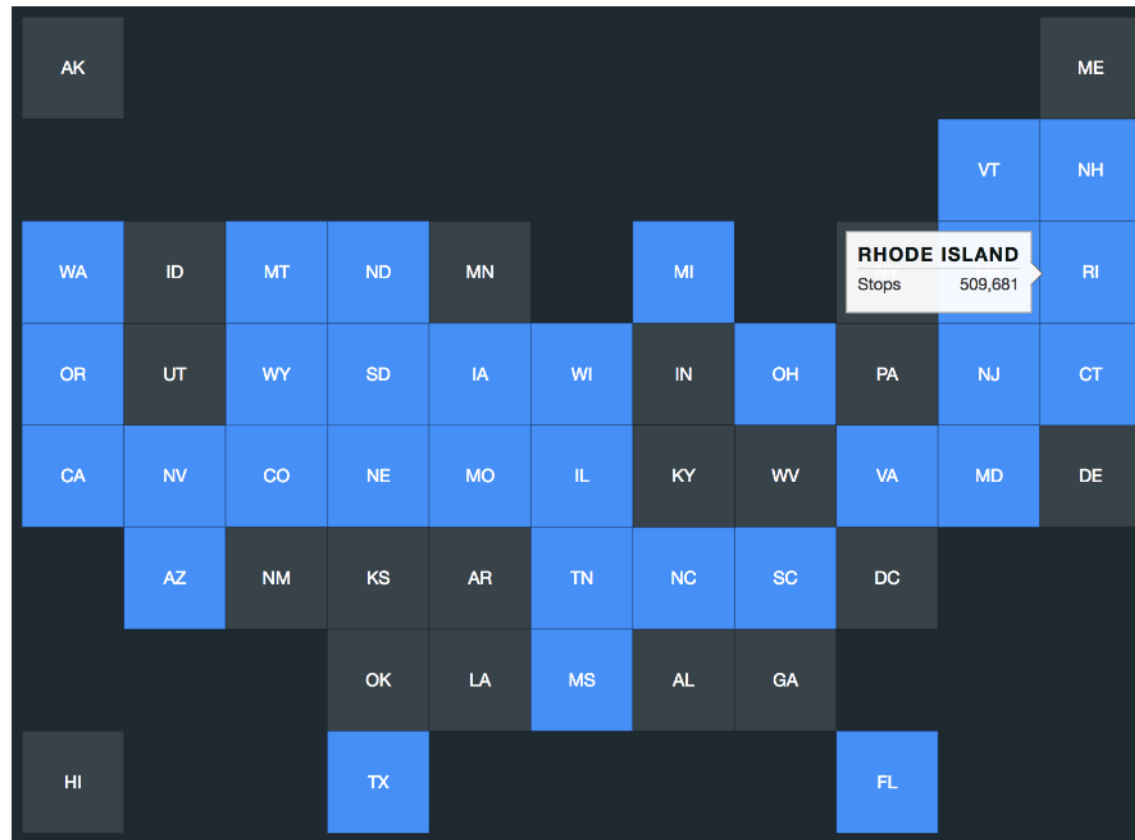 AK ME
VT NH
WA ID MT ND MN MI RI
RHODE ISLAND
Stops 509,681
OR UT WY SD IA WI IN OH PA NJ CT
CA NV CO NE MO IL KY WV VA MD DE
AZ NM KS AR TN NC SC DC
OK LA MS AL GA
HI TX FL